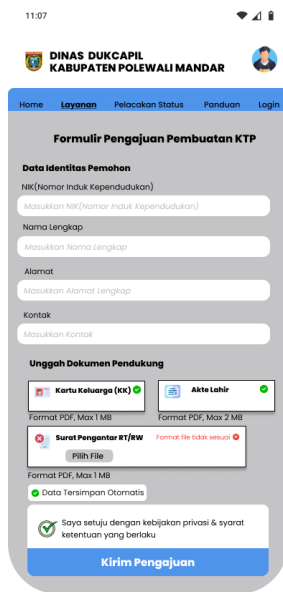 11:07
DINAS DUKCAPIL
KABUPATEN POLEWALI MANDAR
Home Layanan Pelacakan Status Panduan Login
Formulir Pengajuan Pembuatan KTP
Data Identitas Pemohon
NIK(Nomor Induk Kependudukan)
Masukkan NIK(Nomor Induk Kependudukan)
Nama Lengkap
Masukkan Nama Lengkap
Alamat
Masukkan Alamat Lengkap
Kontak
Masukkan Kontak
Unggah Dokumen Pendukung
Kartu Keluarga (KK) Akte Lahir
Format PDF, Max 1 MB Format PDF, Max 2 MB
Surat Pengantar RT/RW Format file tidak sesuai
Pilih File
Format PDF, Max 1 MB
Data Tersimpan Otomatis
Saya setuju dengan kebijakan privasi & syarat
ketentuan yang berlaku
Kirim Pengajuan